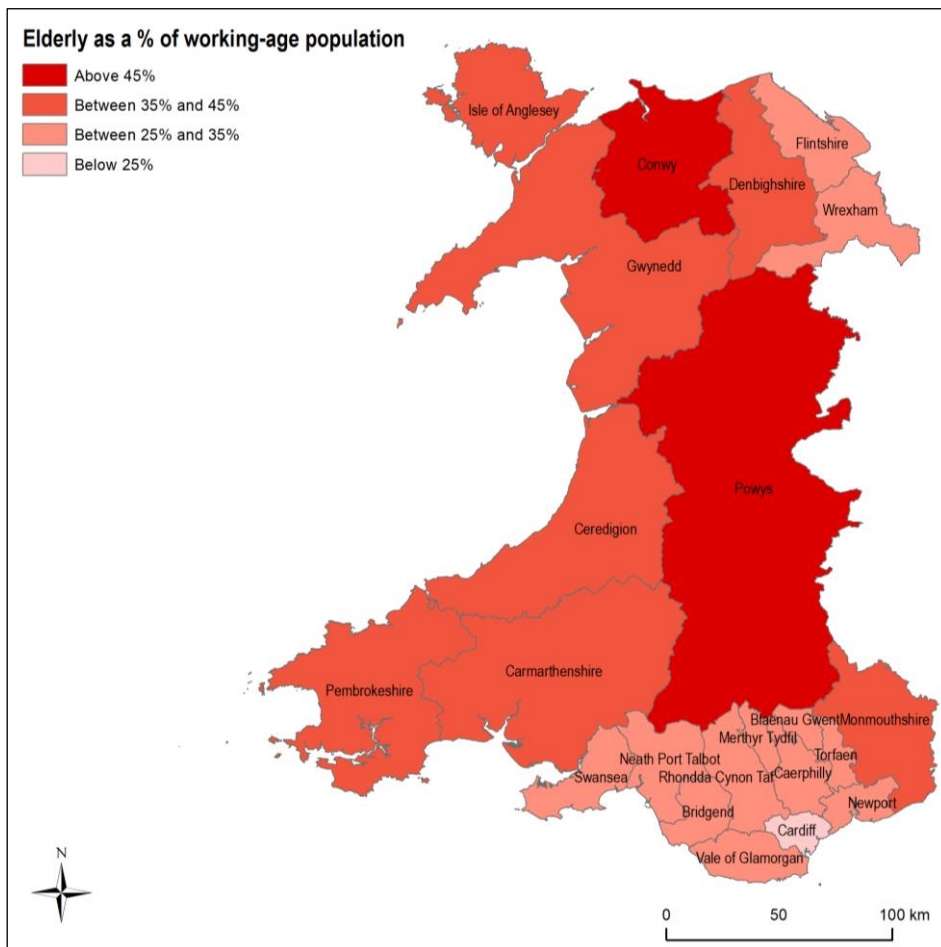 Elderly as a % of working-age population
Above 45%
Between 35% and 45%
Between 25% and 35%
Below 25%
Isle of Anglesey
Flintshire
Conwy
Denbighshire
Wrexham
Gwynedd
Powys
Ceredigion
Carmarthenshire
Pembrokeshire
Blaenau Gwent
Monmouthshire
Merthyr Tydfil
Torfaen
Neath Port Talbot
Swansea
Rhondda Cynon Taf
Caerphilly
Newport
Bridgend
Cardiff
Vale of Glamorgan
N
0 50 100 km